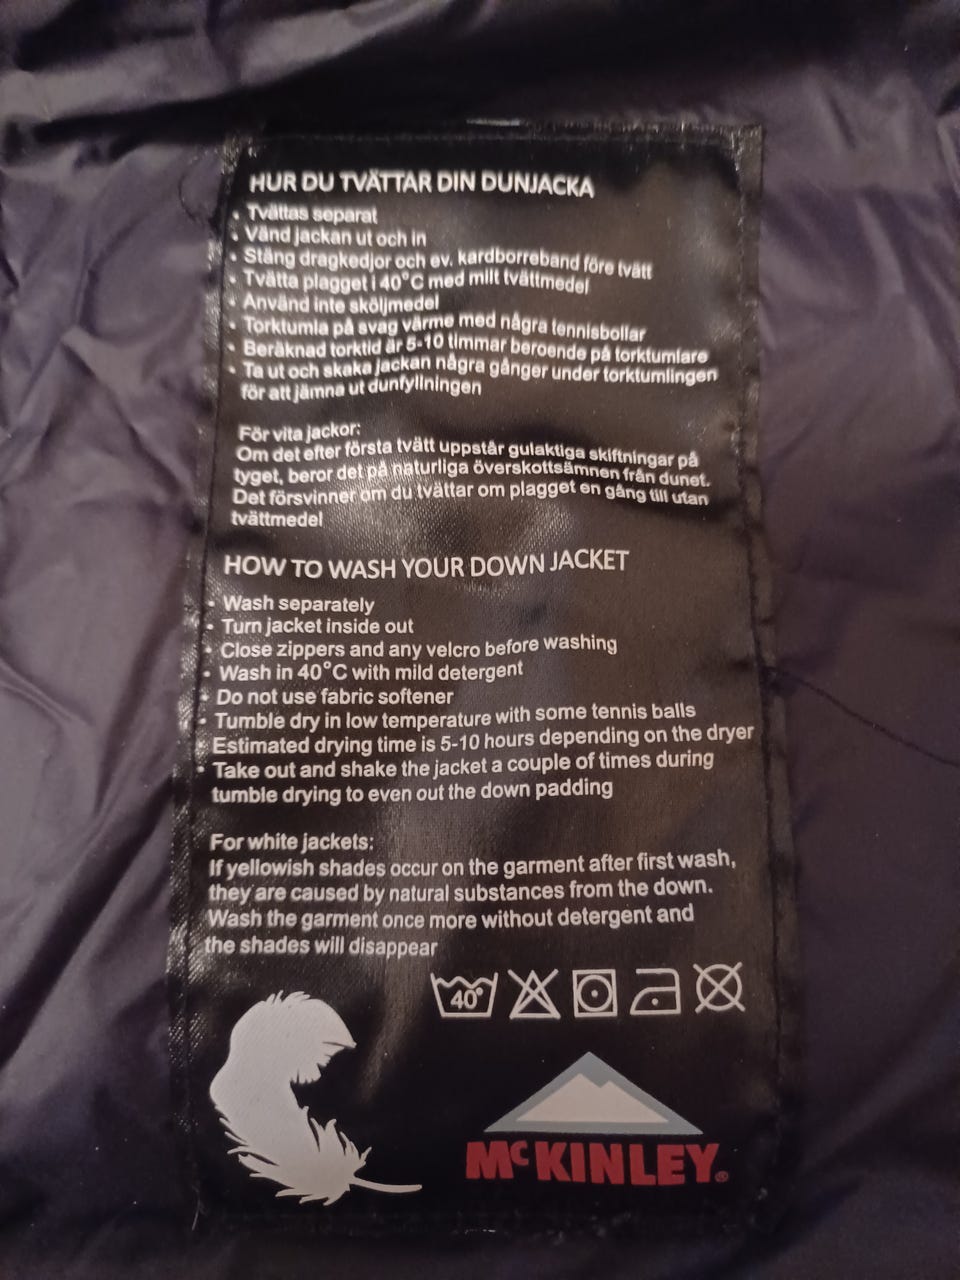 HUR DU TVÄTTAR DIN DUNJACKA
• Tvättas separat
• Vänd jackan ut och in
• Stäng dragkedjor och ev. kardborreband före tvätt
• Tvätta plagget i 40°C med milt tvättmedel
• Använd inte sköljmedel
• Torktumla på svag värme med några tennisbollar
• Beräknad torktid är 5-10 timmar beroende på torktumlare
• Ta ut och skaka jackan några gånger under torktumlingen
för att jämna ut dunfyllningen
För vita jackor:
Om det efter första tvätt uppstår gulaktiga skiftningar på
tyget, beror det på naturliga överskottsämnen från dunet.
Det försvinner om du tvättar om plagget en gång till utan
tvättmedel
HOW TO WASH YOUR DOWN JACKET
• Wash separately
• Turn jacket inside out
• Close zippers and any velcro before washing
• Wash in 40°C with mild detergent
• Do not use fabric softener
• Tumble dry in low temperature with some tennis balls
• Estimated drying time is 5-10 hours depending on the dryer
• Take out and shake the jacket a couple of times during
tumble drying to even out the down padding
For white jackets:
If yellowish shades occur on the garment after first wash,
they are caused by natural substances from the down.
Wash the garment once more without detergent and
the shades will disappear
40°
McKINLEY®